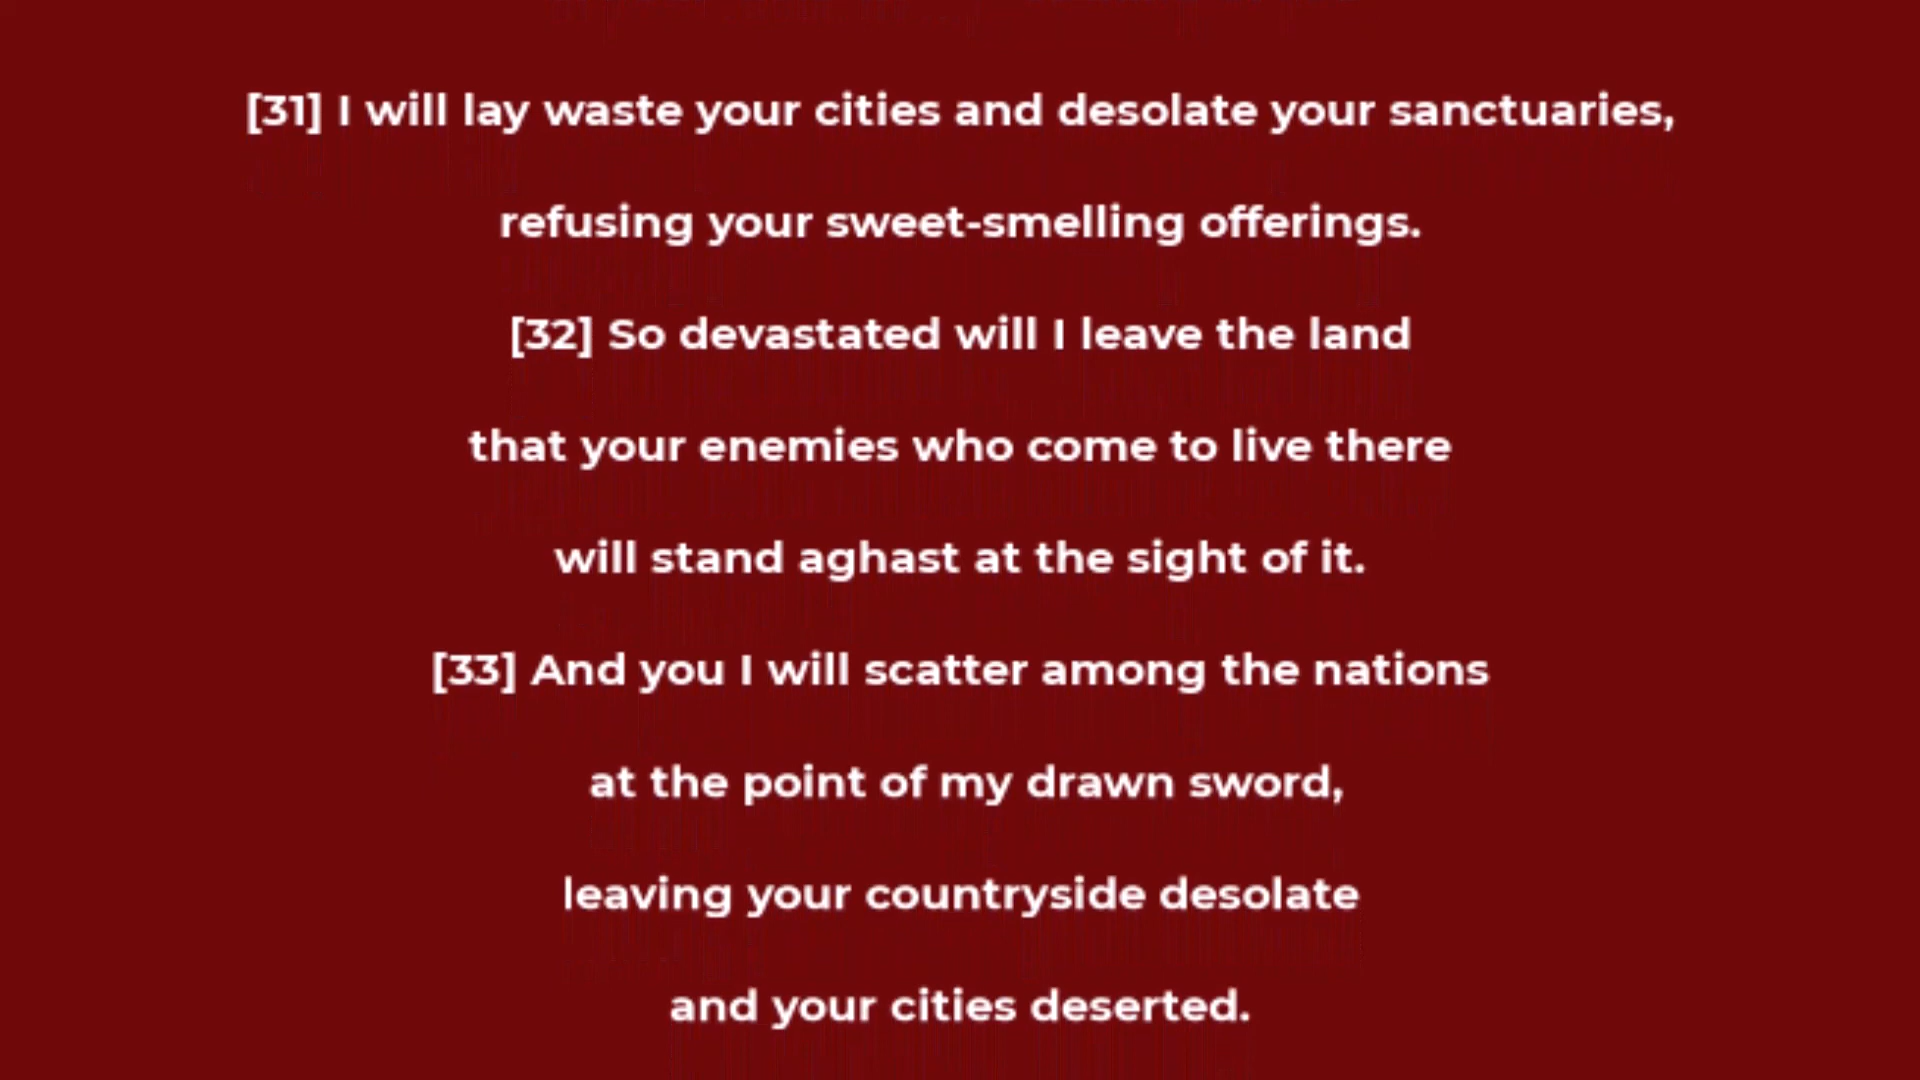 [31] I will lay waste your cities and desolate your sanctuaries,
refusing your sweet-smelling offerings.
[32] So devastated will I leave the land
that your enemies who come to live there
will stand aghast at the sight of it.
[33] And you I will scatter among the nations
at the point of my drawn sword,
leaving your countryside desolate
and your cities deserted.